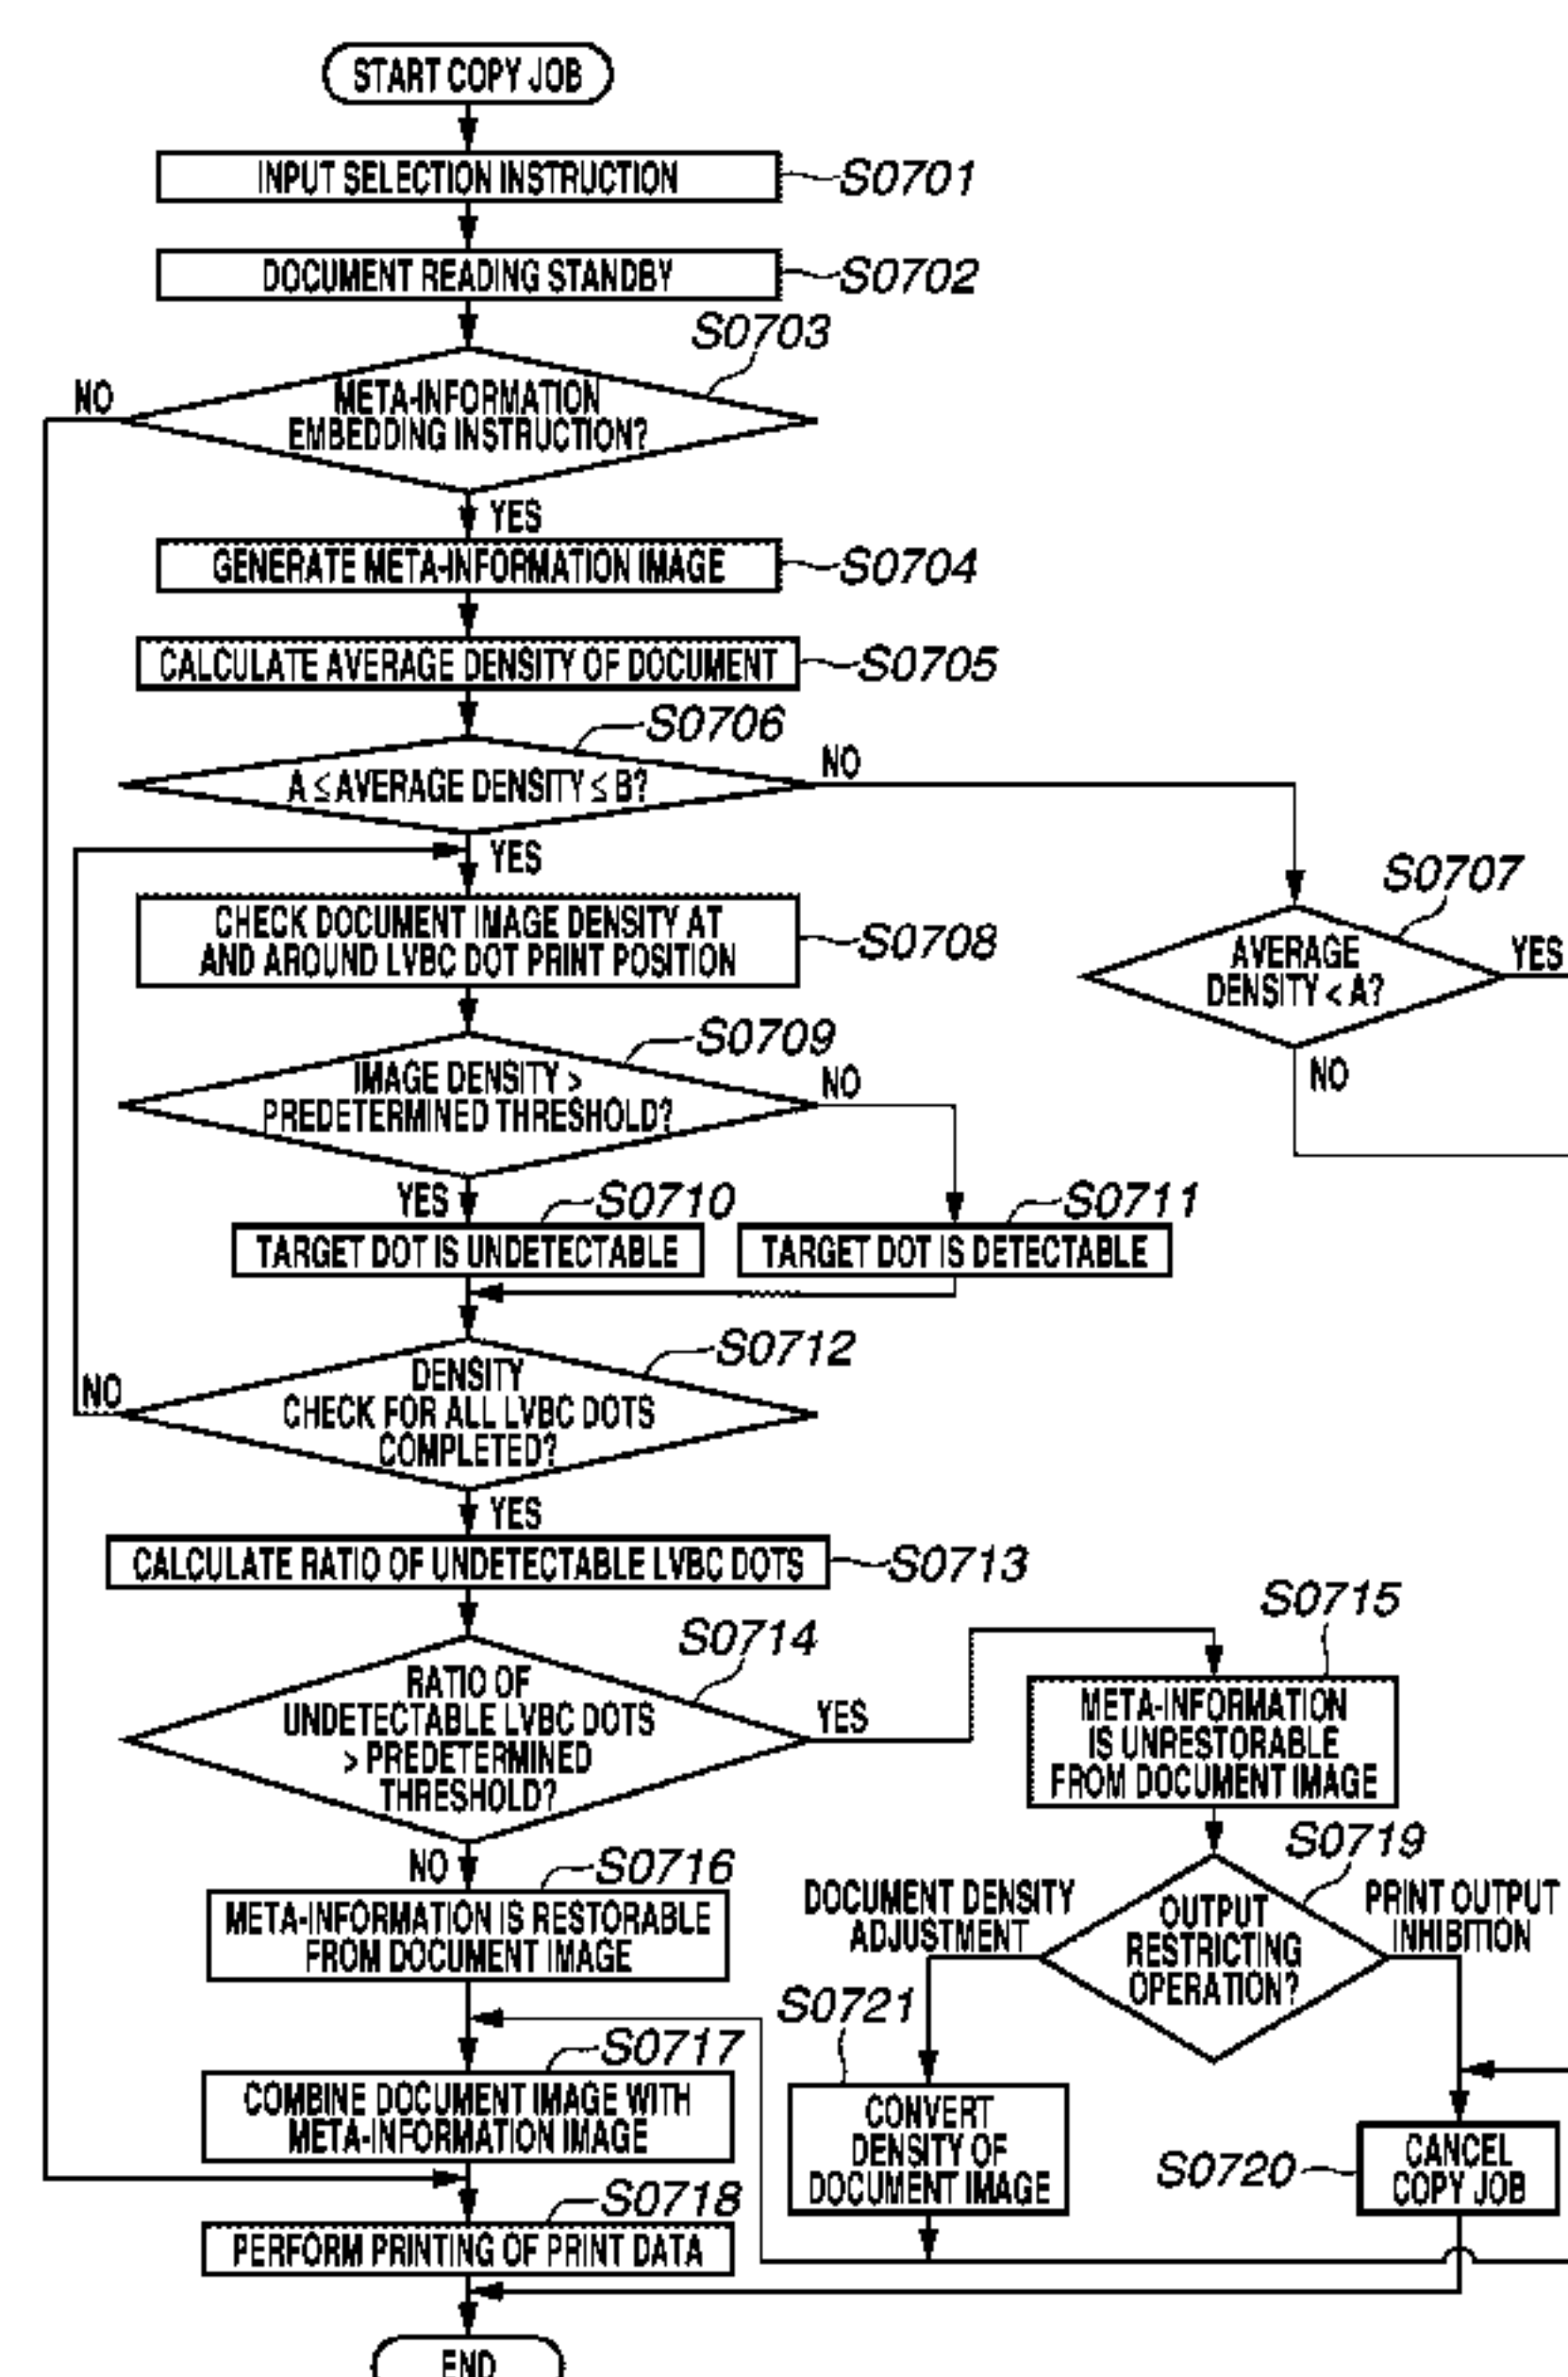 START COPY JOB
INPUT SELECTION INSTRUCTION
S0701
DOCUMENT READING STANDBY
S0702
S0703
NO
META-INFORMATION
EMBEDDING INSTRUCTION?
YES
GENERATE META-INFORMATION IMAGE
S0704
CALCULATE AVERAGE DENSITY OF DOCUMENT
S0705
S0706
A ≤ AVERAGE DENSITY ≤ B?
NO
YES
S0707
AVERAGE
DENSITY < A?
YES
NO
CHECK DOCUMENT IMAGE DENSITY AT
AND AROUND LVBC DOT PRINT POSITION
S0708
S0709
IMAGE DENSITY >
PREDETERMINED THRESHOLD?
NO
YES
S0710
S0711
TARGET DOT IS UNDETECTABLE
TARGET DOT IS DETECTABLE
S0712
NO
DENSITY
CHECK FOR ALL LVBC DOTS
COMPLETED?
YES
CALCULATE RATIO OF UNDETECTABLE LVBC DOTS
S0713
S0714
RATIO OF
UNDETECTABLE LVBC DOTS
> PREDETERMINED
THRESHOLD?
YES
NO
S0715
META-INFORMATION
IS UNRESTORABLE
FROM DOCUMENT IMAGE
S0716
META-INFORMATION IS RESTORABLE
FROM DOCUMENT IMAGE
S0719
DOCUMENT DENSITY
ADJUSTMENT
OUTPUT
RESTRICTING
OPERATION?
PRINT OUTPUT
INHIBITION
S0717
COMBINE DOCUMENT IMAGE WITH
META-INFORMATION IMAGE
S0721
CONVERT
DENSITY OF
DOCUMENT IMAGE
S0720
CANCEL
COPY JOB
S0718
PERFORM PRINTING OF PRINT DATA
END